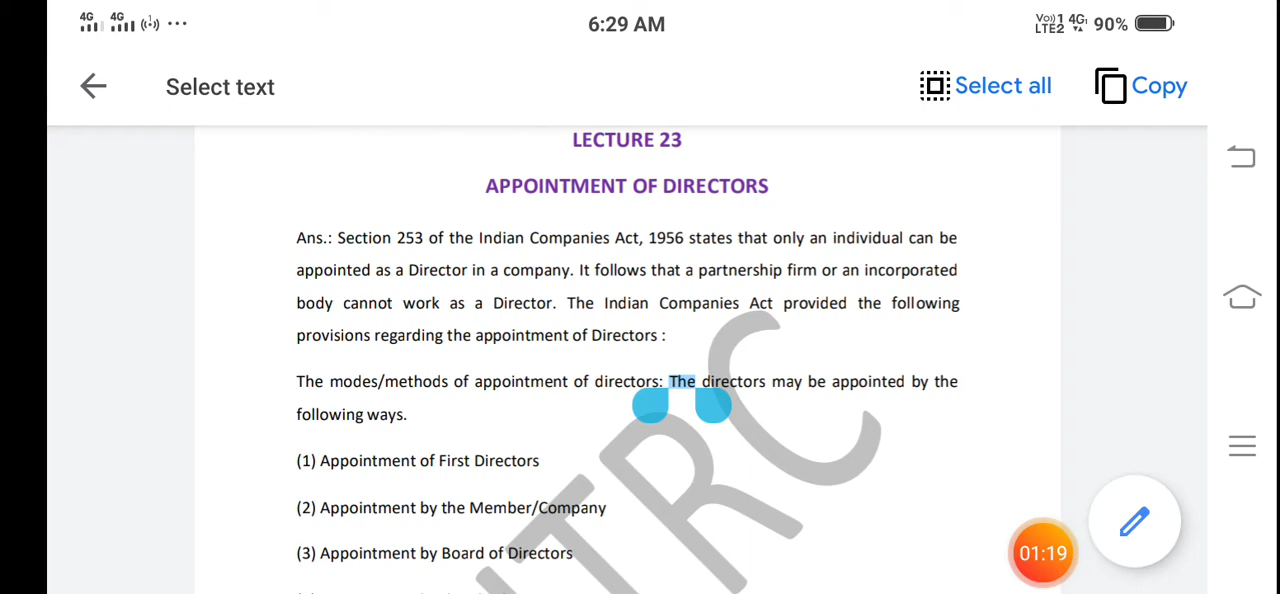 4G 4G 6:29 AM Vo))1 LTE2 4G 90%
Select text Select all Copy
LECTURE 23
APPOINTMENT OF DIRECTORS
Ans.: Section 253 of the Indian Companies Act, 1956 states that only an individual can be
appointed as a Director in a company. It follows that a partnership firm or an incorporated
body cannot work as a Director. The Indian Companies Act provided the following
provisions regarding the appointment of Directors :
The modes/methods of appointment of directors: The directors may be appointed by the
following ways.
(1) Appointment of First Directors
(2) Appointment by the Member/Company
(3) Appointment by Board of Directors
01:19
TRC